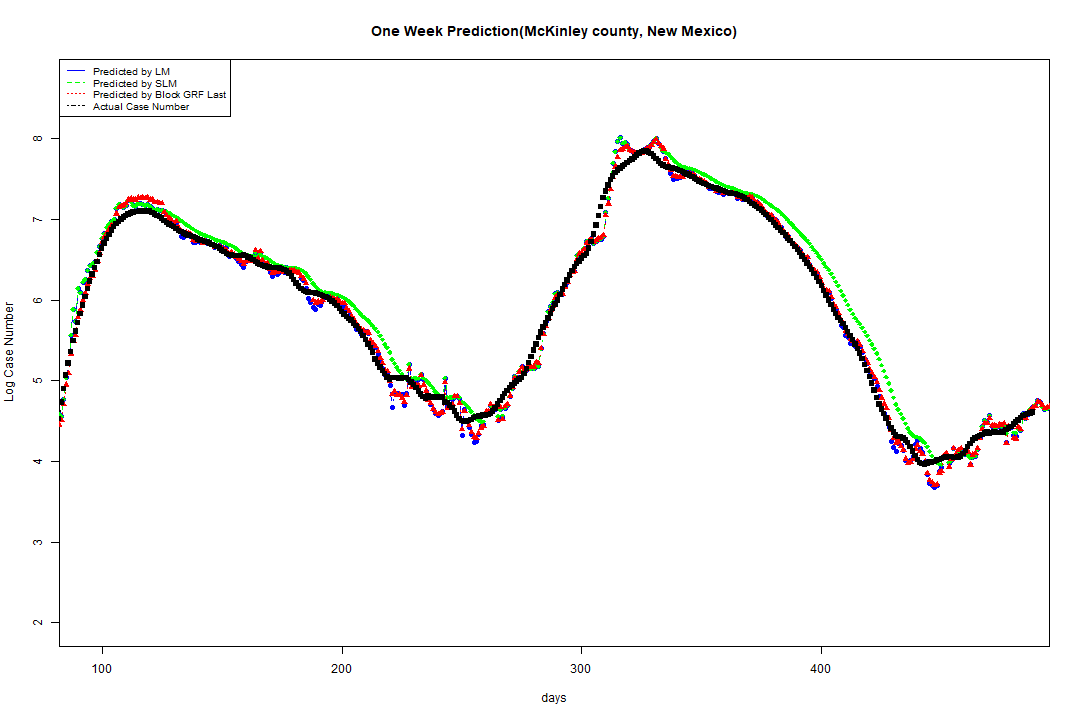 One Week Prediction(McKinley county, New Mexico)
Predicted by LM
Predicted by SLM
Predicted by Block GRF Last
Actual Case Number
8
7
6
5
4
3
2
Log Case Number
100 200 300 400
days